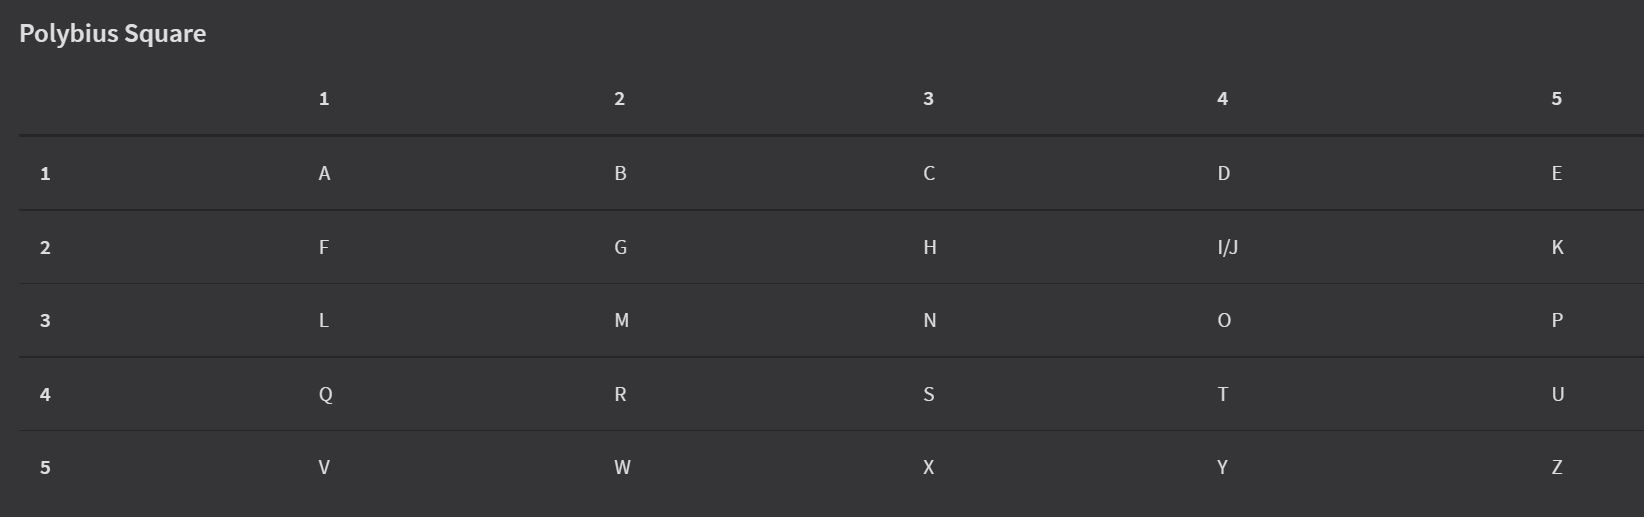 Polybius Square
1 2 3 4 5
1 A B C D E
2 F G H I/J K
3 L M N O P
4 Q R S T U
5 V W X Y Z